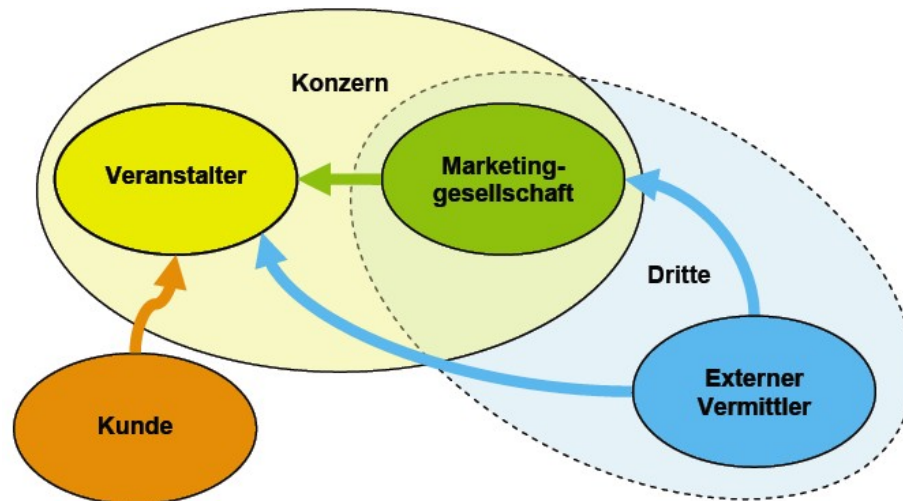 Konzern
Veranstalter
Marketing-
gesellschaft
Dritte
Externer
Vermittler
Kunde